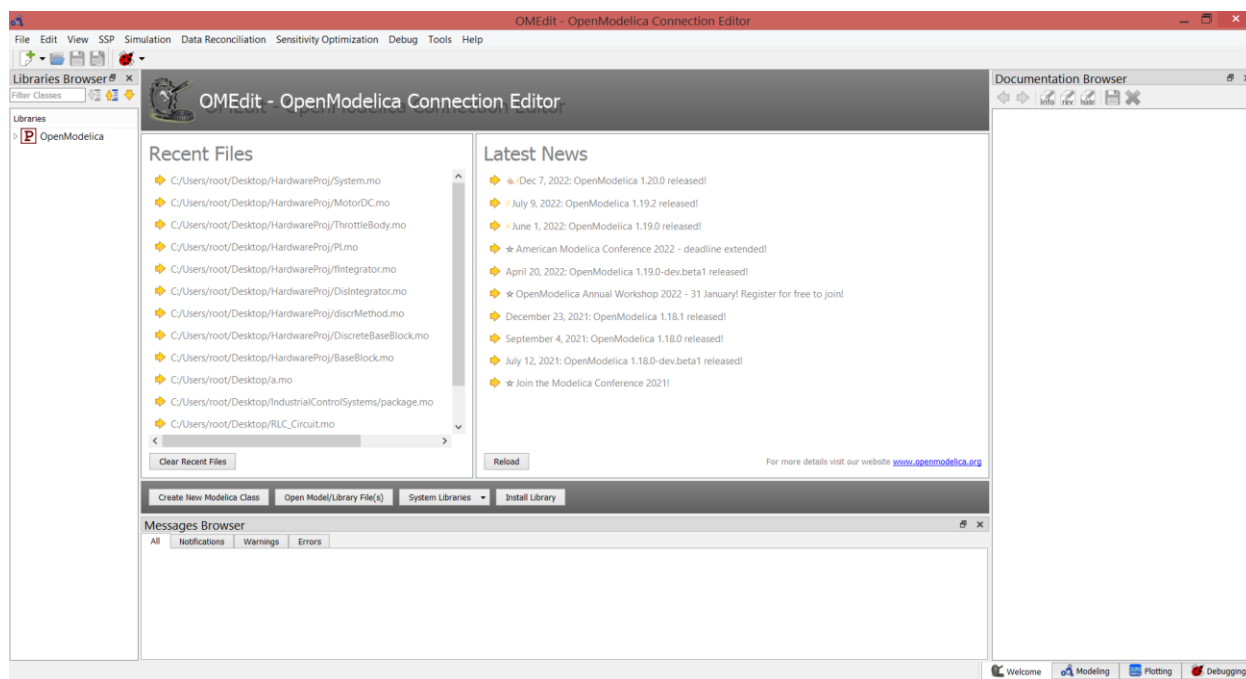 OMEdit - OpenModelica Connection Editor
File Edit View SSP Simulation Data Reconciliation Sensitivity Optimization Debug Tools Help
Libraries Browser
Filter Classes
Libraries
P OpenModelica
OMEdit - OpenModelica Connection Editor
Recent Files
C:/Users/root/Desktop/HardwareProj/System.mo
C:/Users/root/Desktop/HardwareProj/MotorDC.mo
C:/Users/root/Desktop/HardwareProj/ThrottleBody.mo
C:/Users/root/Desktop/HardwareProj/PI.mo
C:/Users/root/Desktop/HardwareProj/fIntegrator.mo
C:/Users/root/Desktop/HardwareProj/DisIntegrator.mo
C:/Users/root/Desktop/HardwareProj/discrMethod.mo
C:/Users/root/Desktop/HardwareProj/DiscreteBaseBlock.mo
C:/Users/root/Desktop/HardwareProj/BaseBlock.mo
C:/Users/root/Desktop/a.mo
C:/Users/root/Desktop/IndustrialControlSystems/package.mo
C:/Users/root/Desktop/RLC_Circuit.mo
Clear Recent Files
Latest News
Dec 7, 2022: OpenModelica 1.20.0 released!
July 9, 2022: OpenModelica 1.19.2 released!
June 1, 2022: OpenModelica 1.19.0 released!
American Modelica Conference 2022 - deadline extended!
April 20, 2022: OpenModelica 1.19.0-dev.beta1 released!
OpenModelica Annual Workshop 2022 - 31 January! Register for free to join!
December 23, 2021: OpenModelica 1.18.1 released!
September 4, 2021: OpenModelica 1.18.0 released!
July 12, 2021: OpenModelica 1.18.0-dev.beta1 released!
Join the Modelica Conference 2021!
Reload
For more details visit our website www.openmodelica.org
Create New Modelica Class Open Model/Library File(s) System Libraries Install Library
Messages Browser
All Notifications Warnings Errors
Documentation Browser
info rev
Welcome Modeling Plotting Debugging